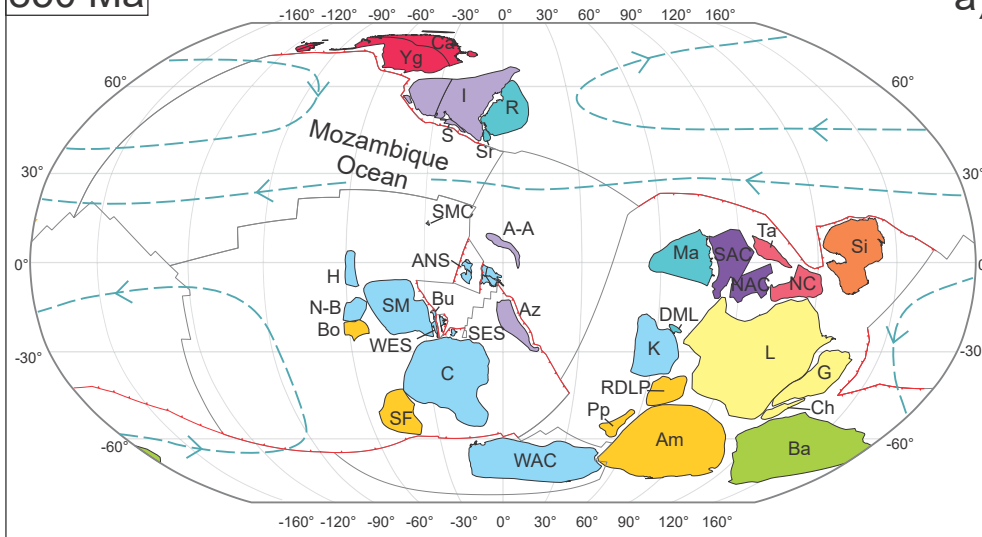 -160° -120° -90° -60° -30° 0° 30° 60° 90° 120° 160°
Ca
Yg
60°
60°
I
R
S
Sr
Mozambique
Ocean
30°
30°
SMC
A-A
Ta
Ma
SAC
Si
ANS
0°
H
NAC
NC
N-B
SM
Bu
Az
DML
Bo
WES
SES
K
L
-30°
-30
C
G
RDLP
Ch
SF
Pp
Am
-60°
-60°
WAC
Ba
-160° -120° -90° -60° -30° 0° 30° 60° 90° 120° 160°